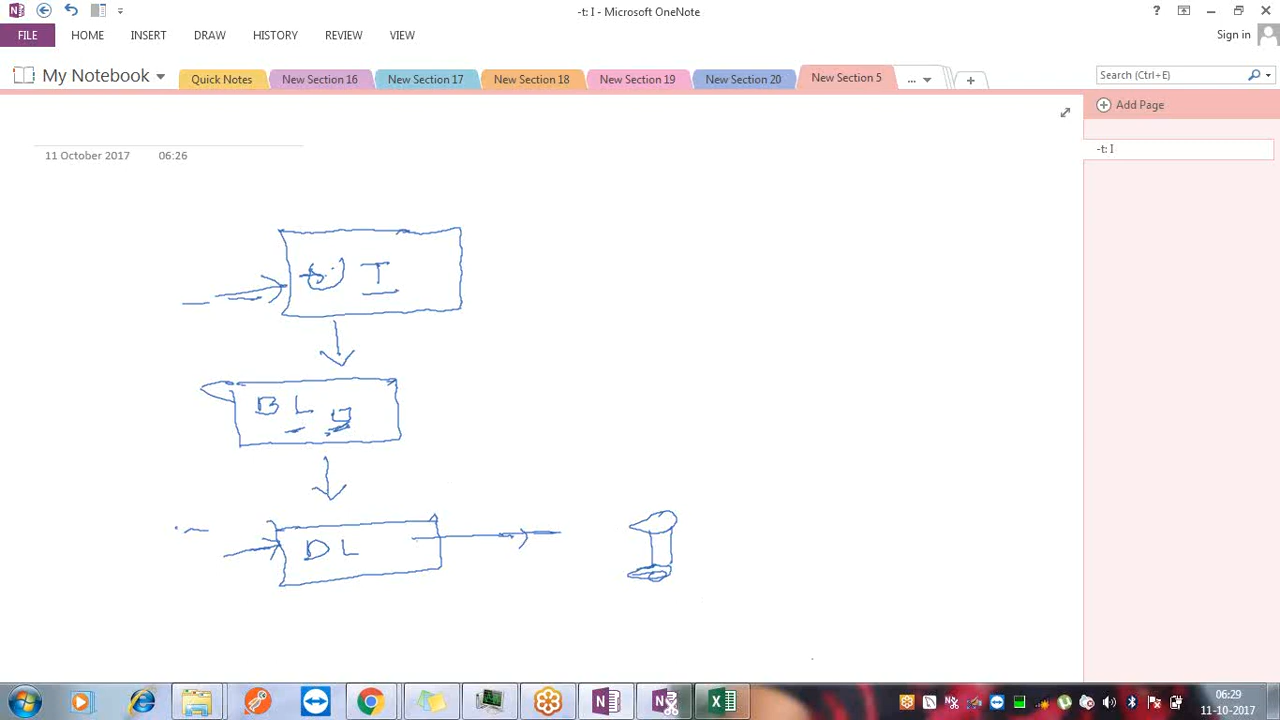 -t: I - Microsoft OneNote
?
FILE HOME INSERT DRAW HISTORY REVIEW VIEW
Sign in
My Notebook
Quick Notes New Section 16 New Section 17 New Section 18 New Section 19 New Section 20 New Section 5 ...
Search (Ctrl+E)
Add Page
-t: I
11 October 2017 06:26
I
BL
DL
06:29
11-10-2017